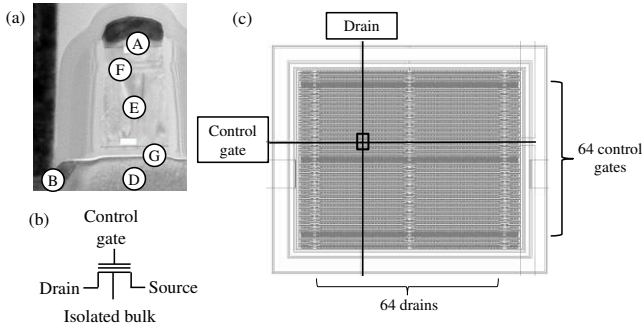 (a)
A
F
E
G
B
D
(b)
Control
gate
Drain
Source
Isolated bulk
(c)
Drain
Control
gate
64 control
gates
64 drains